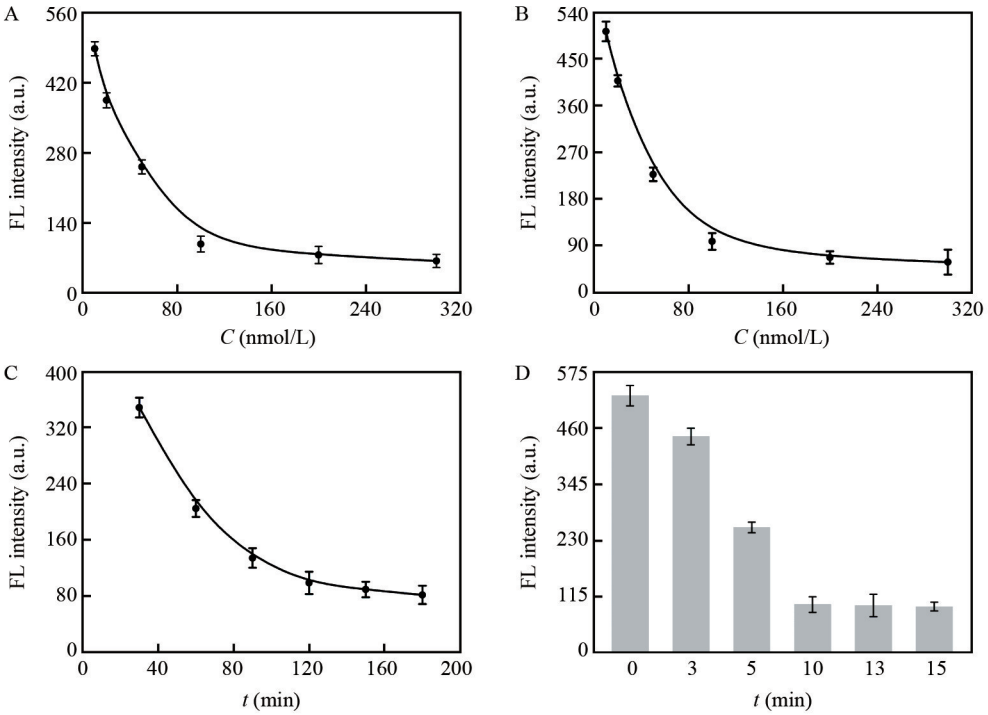 A
560
420
280
140
0
0 80 160 240 320
FL intensity (a.u.)
C (nmol/L)
B
540
450
360
270
180
90
0
0 80 160 240 320
FL intensity (a.u.)
C (nmol/L)
C
400
320
240
160
80
0
0 40 80 120 160 200
FL intensity (a.u.)
t (min)
D
575
460
345
230
115
0
0 3 5 10 13 15
FL intensity (a.u.)
t (min)